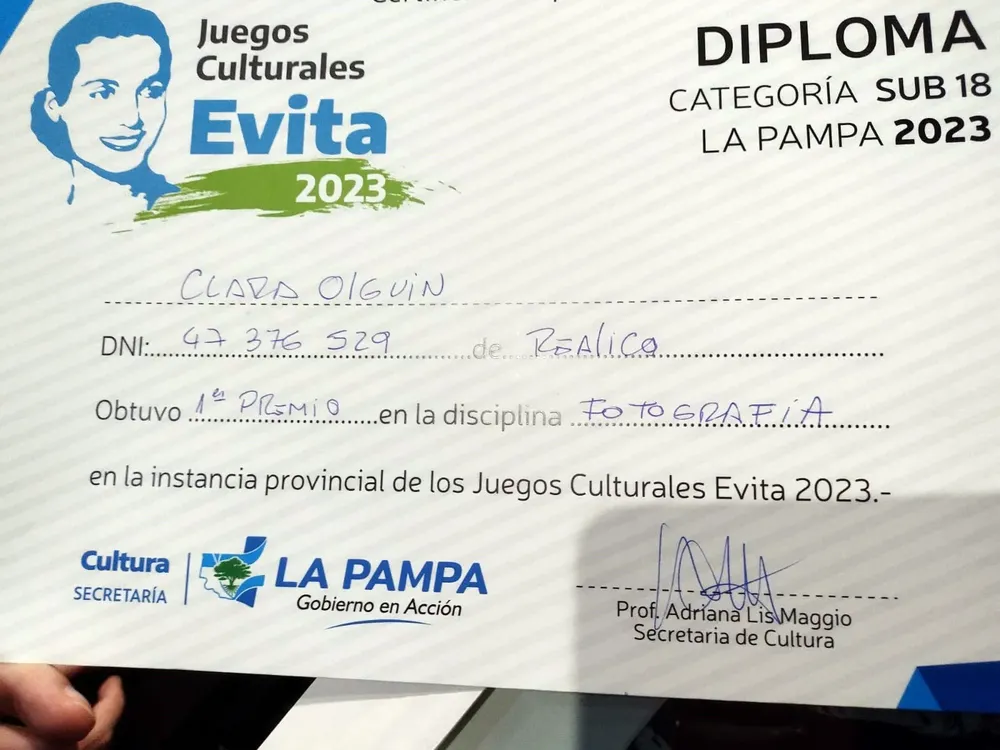 Juegos
Culturales
Evita
2023
DIPLOMA
CATEGORÍA SUB 18
LA PAMPA 2023
CLARA OlGUIN
DNI: 47 376 529 de REAliCo
Obtuvo 1er PREMiO en la disciplina FOTOGRAFíA
en la instancia provincial de los Juegos Culturales Evita 2023.-
Cultura
SECRETARÍA
LA PAMPA
Gobierno en Acción
Prof. Adriana Lis Maggio
Secretaria de Cultura